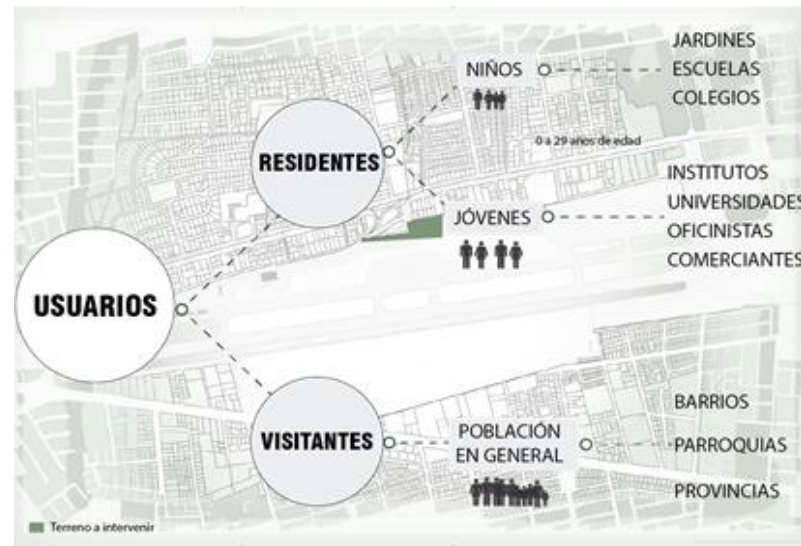 USUARIOS
RESIDENTES
NIÑOS
JARDINES
ESCUELAS
COLEGIOS
0 a 29 años de edad
JÓVENES
INSTITUTOS
UNIVERSIDADES
OFICINISTAS
COMERCIANTES
VISITANTES
POBLACIÓN
EN GENERAL
BARRIOS
PARROQUIAS
PROVINCIAS
Terreno a intervenir